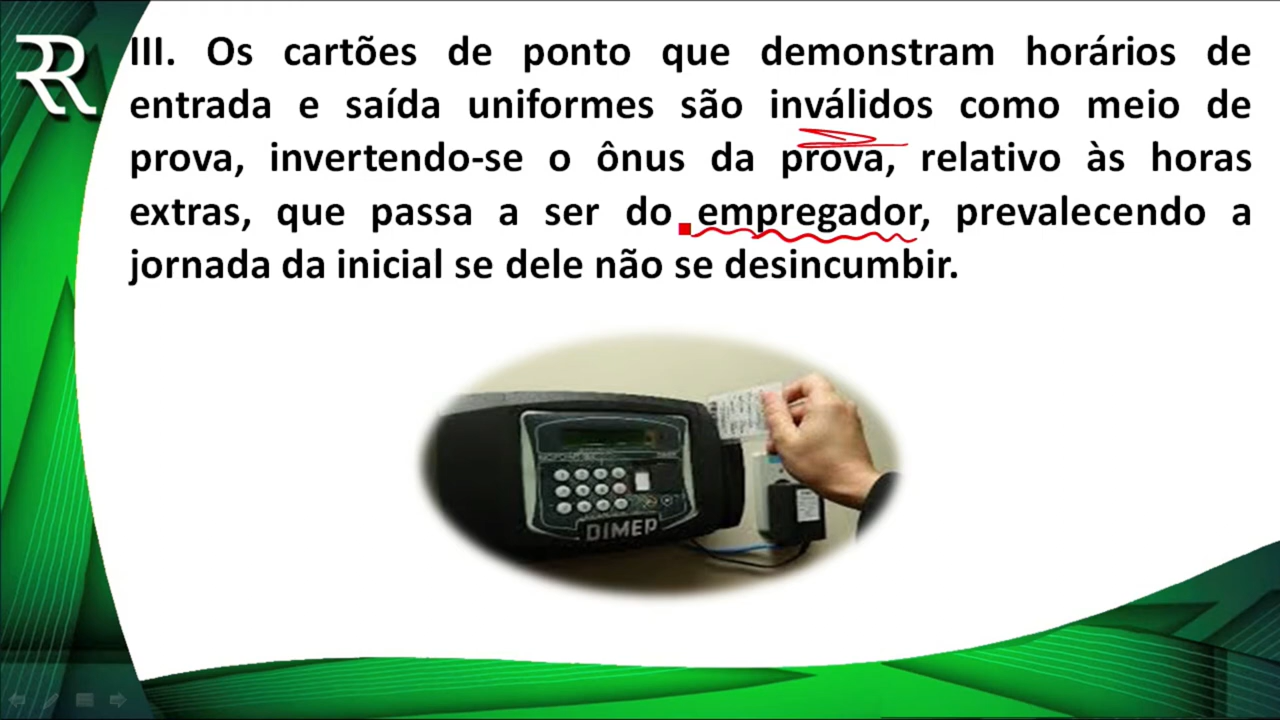 III. Os cartões de ponto que demonstram horários de
entrada e saída uniformes são inválidos como meio de
prova, invertendo-se o ônus da prova, relativo às horas
extras, que passa a ser do empregador, prevalecendo a
jornada da inicial se dele não se desincumbir.
DIMEP